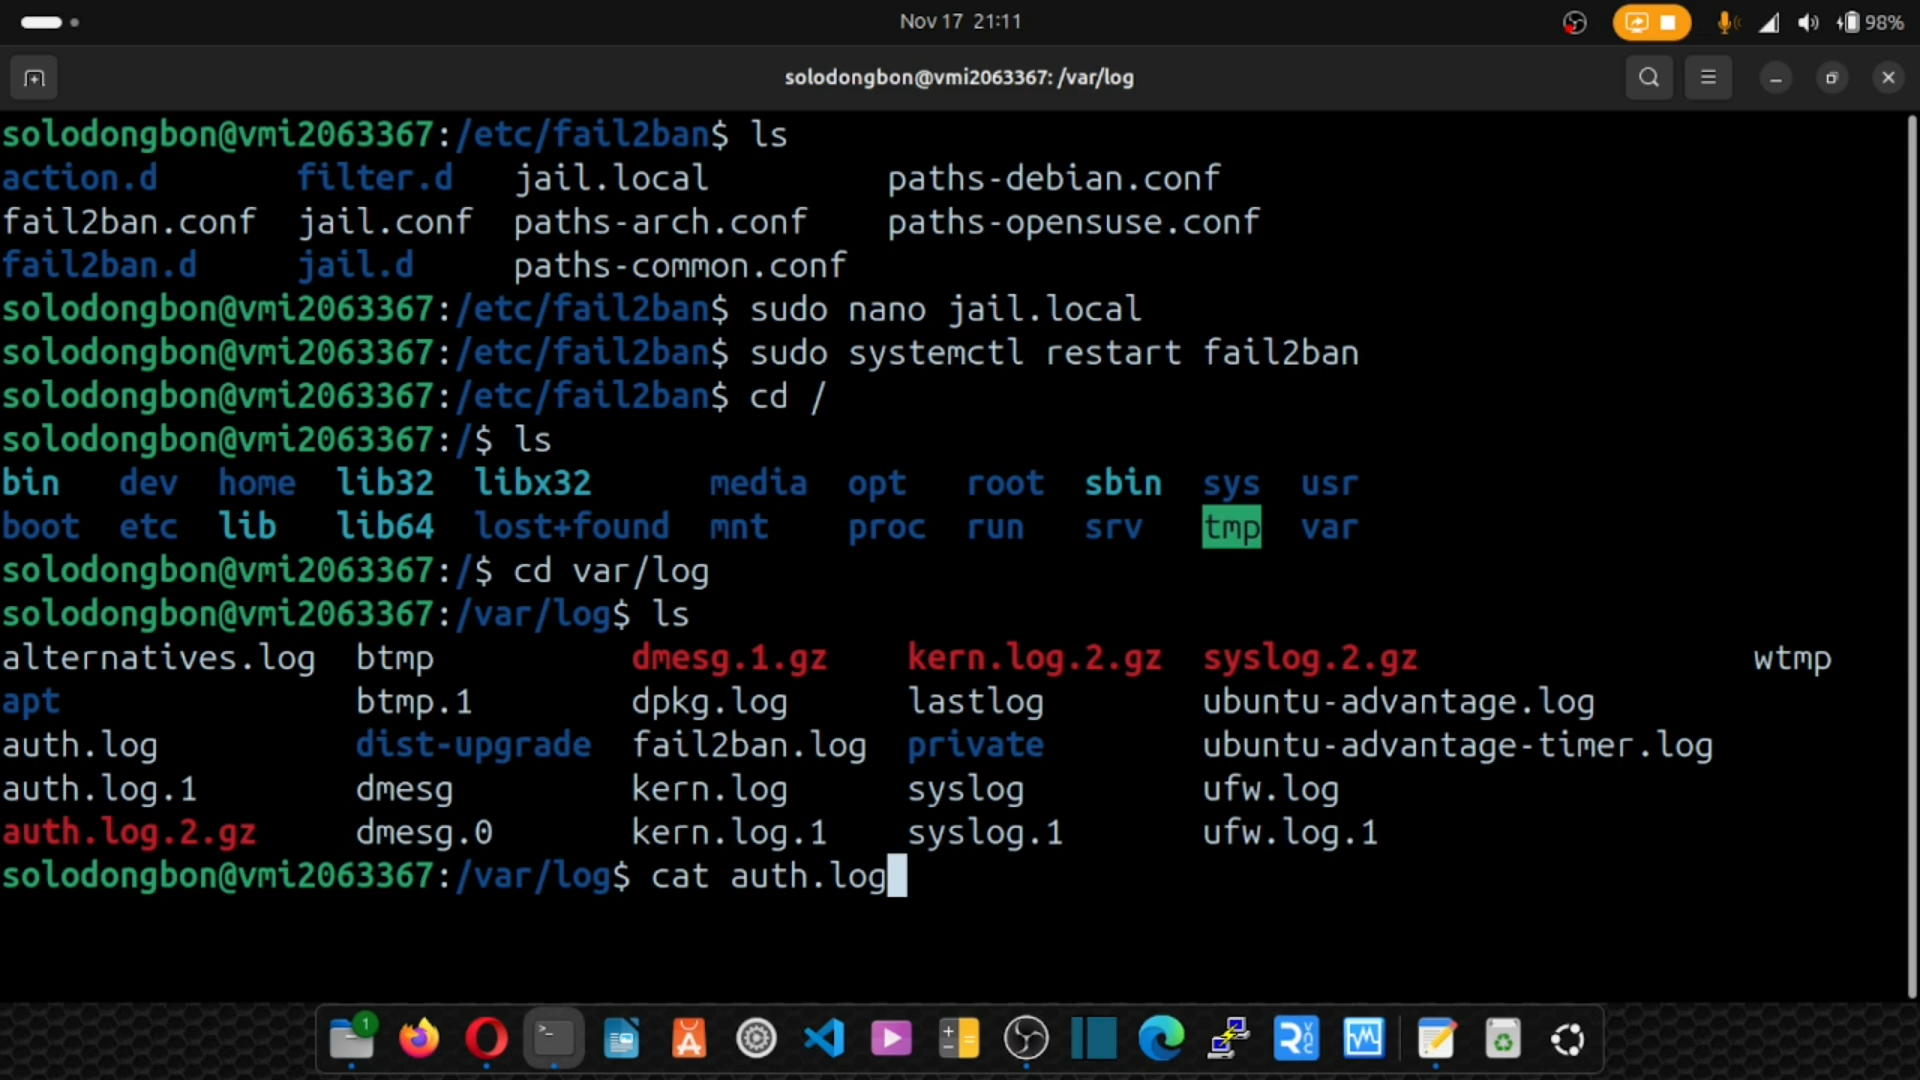 Nov 17 21:11
98%
solodongbon@vmi2063367: /var/log
solodongbon@vmi2063367:/etc/fail2ban$ ls
action.d filter.d jail.local paths-debian.conf
fail2ban.conf jail.conf paths-arch.conf paths-opensuse.conf
fail2ban.d jail.d paths-common.conf
solodongbon@vmi2063367:/etc/fail2ban$ sudo nano jail.local
solodongbon@vmi2063367:/etc/fail2ban$ sudo systemctl restart fail2ban
solodongbon@vmi2063367:/etc/fail2ban$ cd /
solodongbon@vmi2063367:/$ ls
bin dev home lib32 libx32 media opt root sbin sys usr
boot etc lib lib64 lost+found mnt proc run srv tmp var
solodongbon@vmi2063367:/$ cd var/log
solodongbon@vmi2063367:/var/log$ ls
alternatives.log btmp dmesg.1.gz kern.log.2.gz syslog.2.gz wtmp
apt btmp.1 dpkg.log lastlog ubuntu-advantage.log
auth.log dist-upgrade fail2ban.log private ubuntu-advantage-timer.log
auth.log.1 dmesg kern.log syslog ufw.log
auth.log.2.gz dmesg.0 kern.log.1 syslog.1 ufw.log.1
solodongbon@vmi2063367:/var/log$ cat auth.log
1